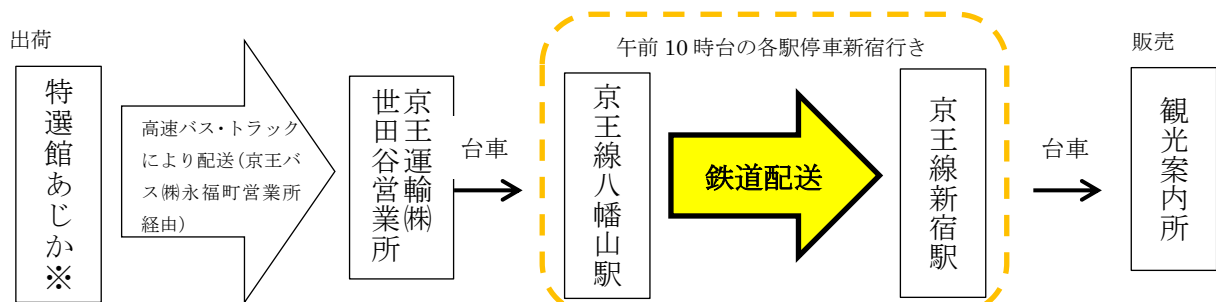 出荷
特選館あじか※
高速バス・トラック
により配送（京王バ
ス㈱永福町営業所
経由）
京王運輸㈱
世田谷営業所
台車
午前 10 時台の各駅停車新宿行き
京王線八幡山駅
鉄道配送
京王線新宿駅
台車
販売
観光案内所